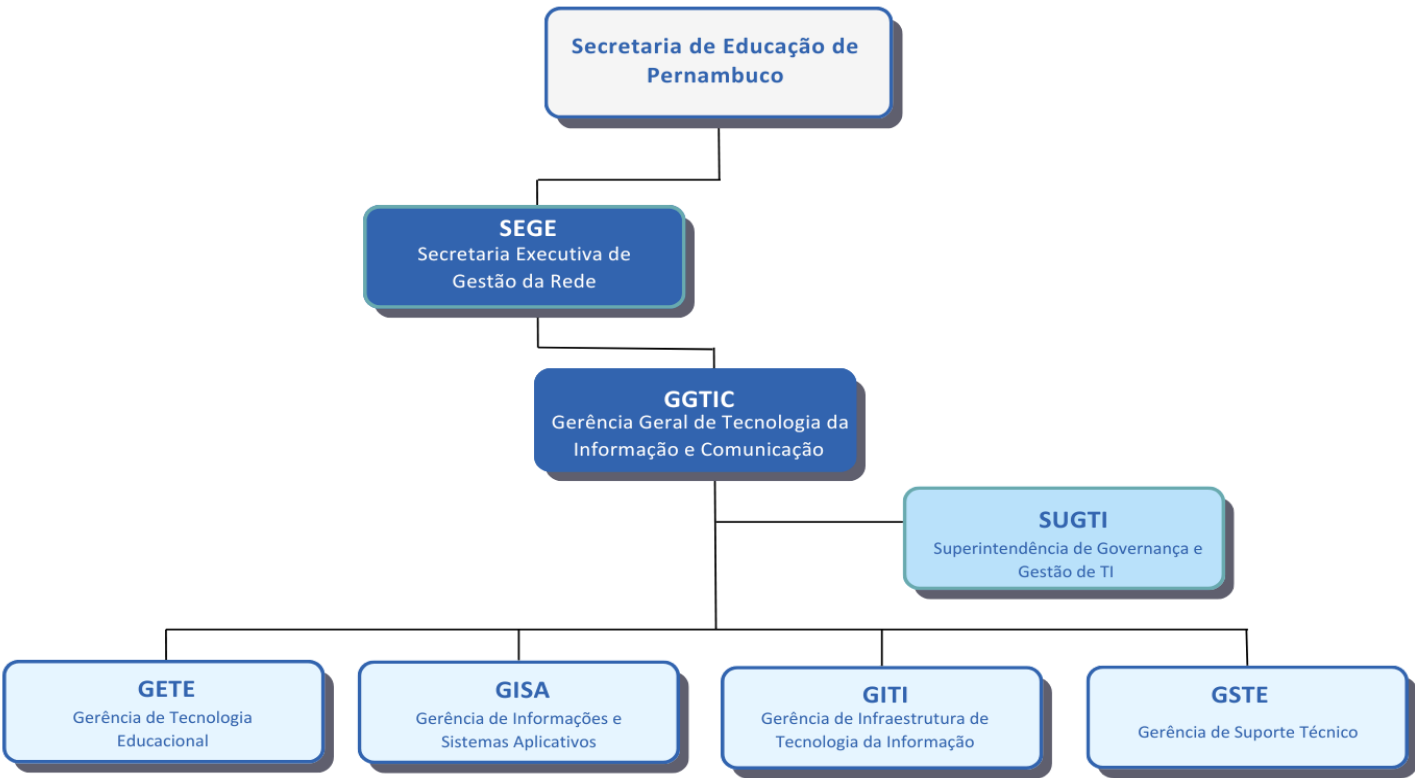 Secretaria de Educação de
Pernambuco
SEGE
Secretaria Executiva de
Gestão da Rede
GGTIC
Gerência Geral de Tecnologia da
Informação e Comunicação
SUGTI
Superintendência de Governança e
Gestão de TI
GETE
Gerência de Tecnologia
Educacional
GISA
Gerência de Informações e
Sistemas Aplicativos
GITI
Gerência de Infraestrutura de
Tecnologia da Informação
GSTE
Gerência de Suporte Técnico